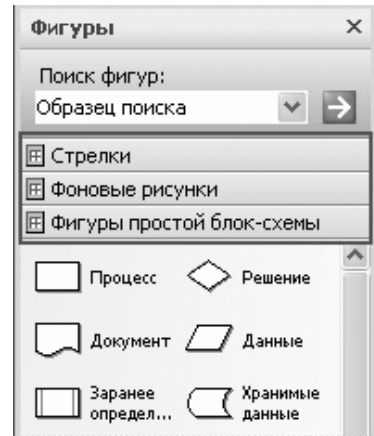 Фигуры
Поиск фигур:
Образец поиска
Стрелки
Фоновые рисунки
Фигуры простой блок-схемы
Процесс
Решение
Документ
Данные
Заранее
определ...
Хранимые
данные